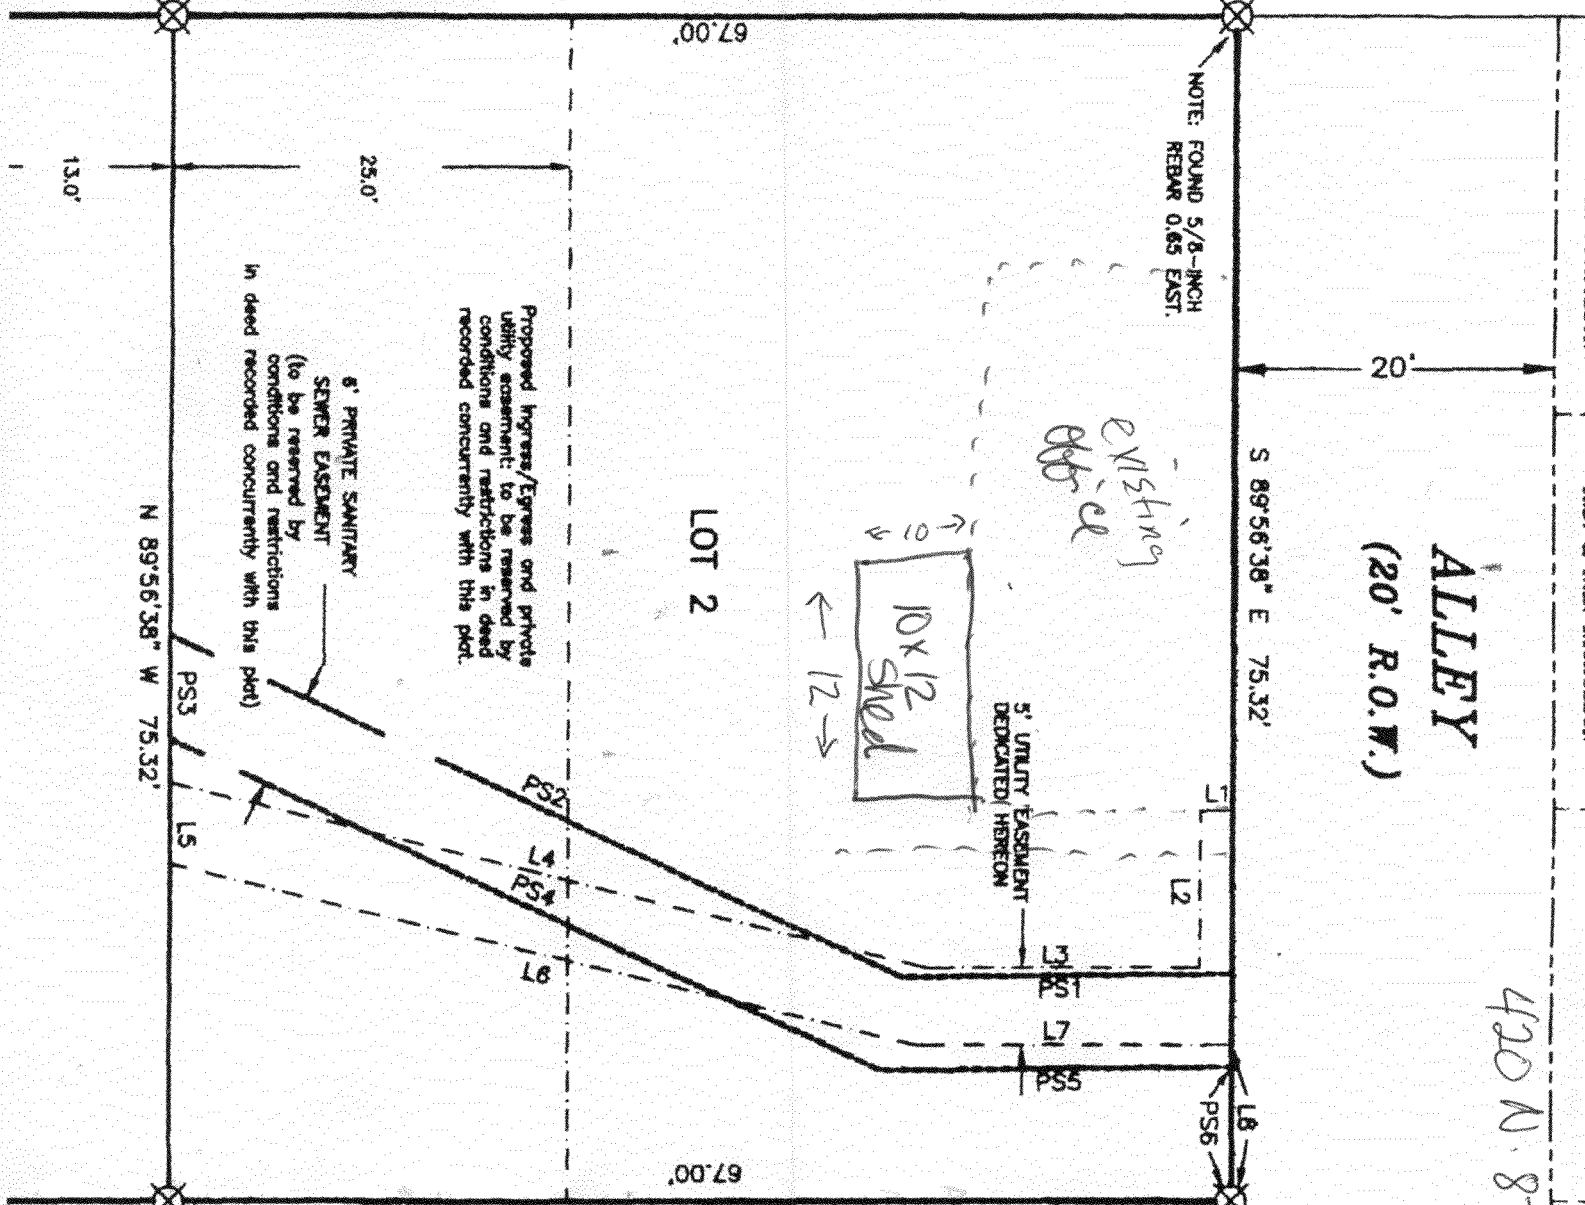 67.00'
NOTE: FOUND 5/8-INCH
REBAR 0.65 EAST.
20'
ALLEY
(20' R.O.W.)
S 89°56'38" E 75.32'
existing
office
10
10 x 12
Shed
12
LOT 2
25.0'
13.0'
Proposed Ingress/Egress and private
utility easement: to be reserved by
conditions and restrictions in deed
recorded concurrently with this plat.
6' PRIVATE SANITARY
SEWER EASEMENT
(to be reserved by
conditions and restrictions
in deed recorded concurrently with this plat)
N 89°56'38" W 75.32'
5' UTILITY EASEMENT
DEDICATED HEREON
L1
L2
L3
PS1
L7
PS5
L8
PS6
PS2
L4
PS4
L6
PS3
L5
67.00'
420 N. 8